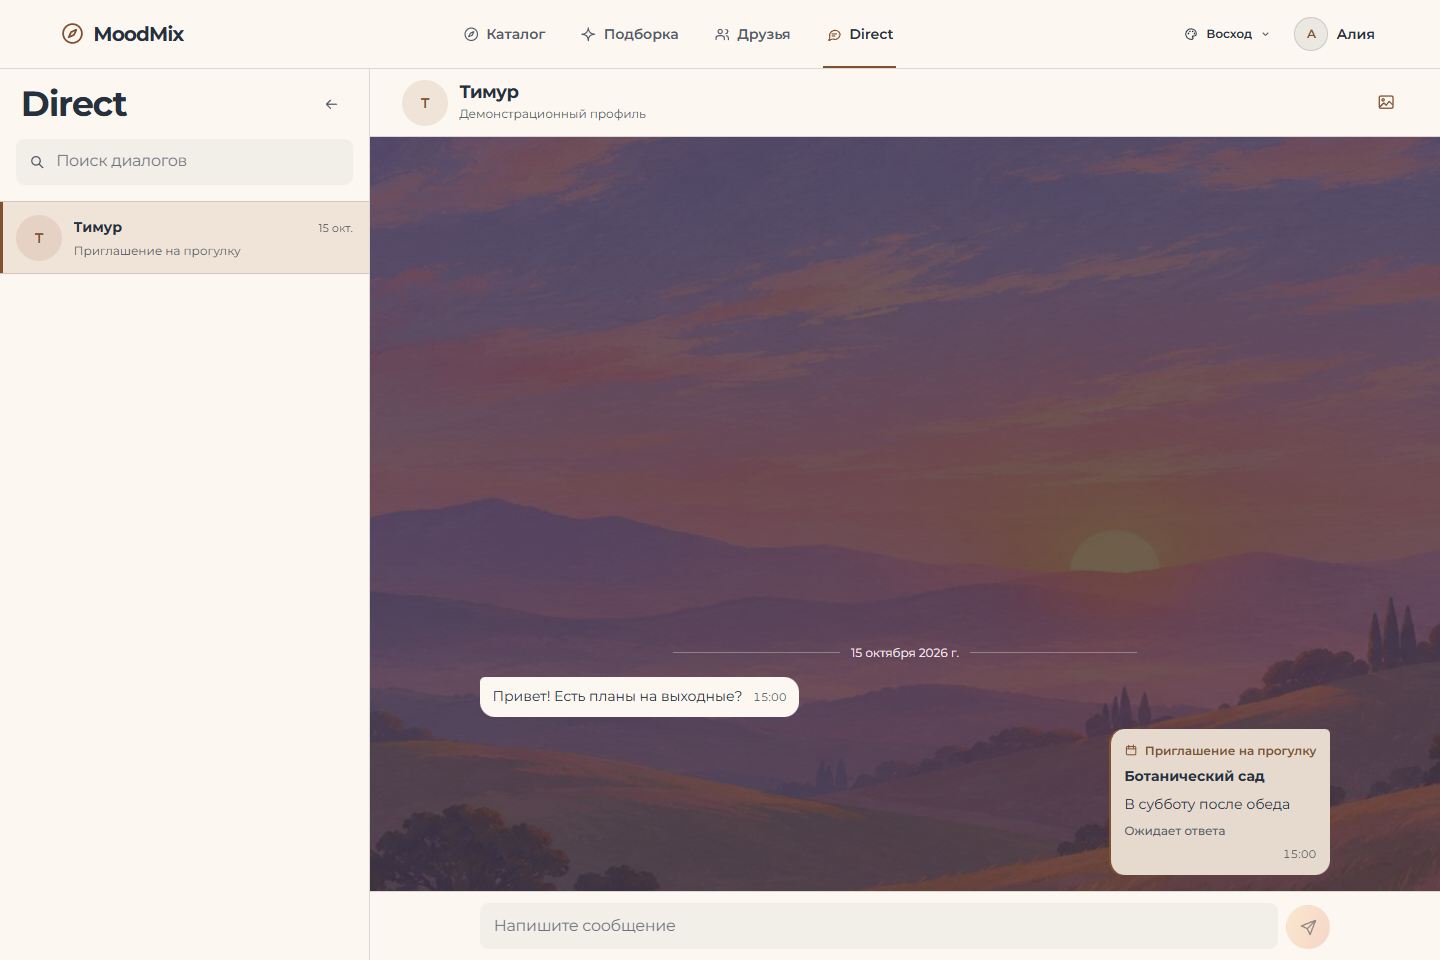 MoodMix
Каталог
Подборка
Друзья
Direct
Восход
А
Алия
Direct
Поиск диалогов
Т
Тимур
15 окт.
Приглашение на прогулку
Т
Тимур
Демонстрационный профиль
15 октября 2026 г.
Привет! Есть планы на выходные? 15:00
Приглашение на прогулку
Ботанический сад
В субботу после обеда
Ожидает ответа
15:00
Напишите сообщение